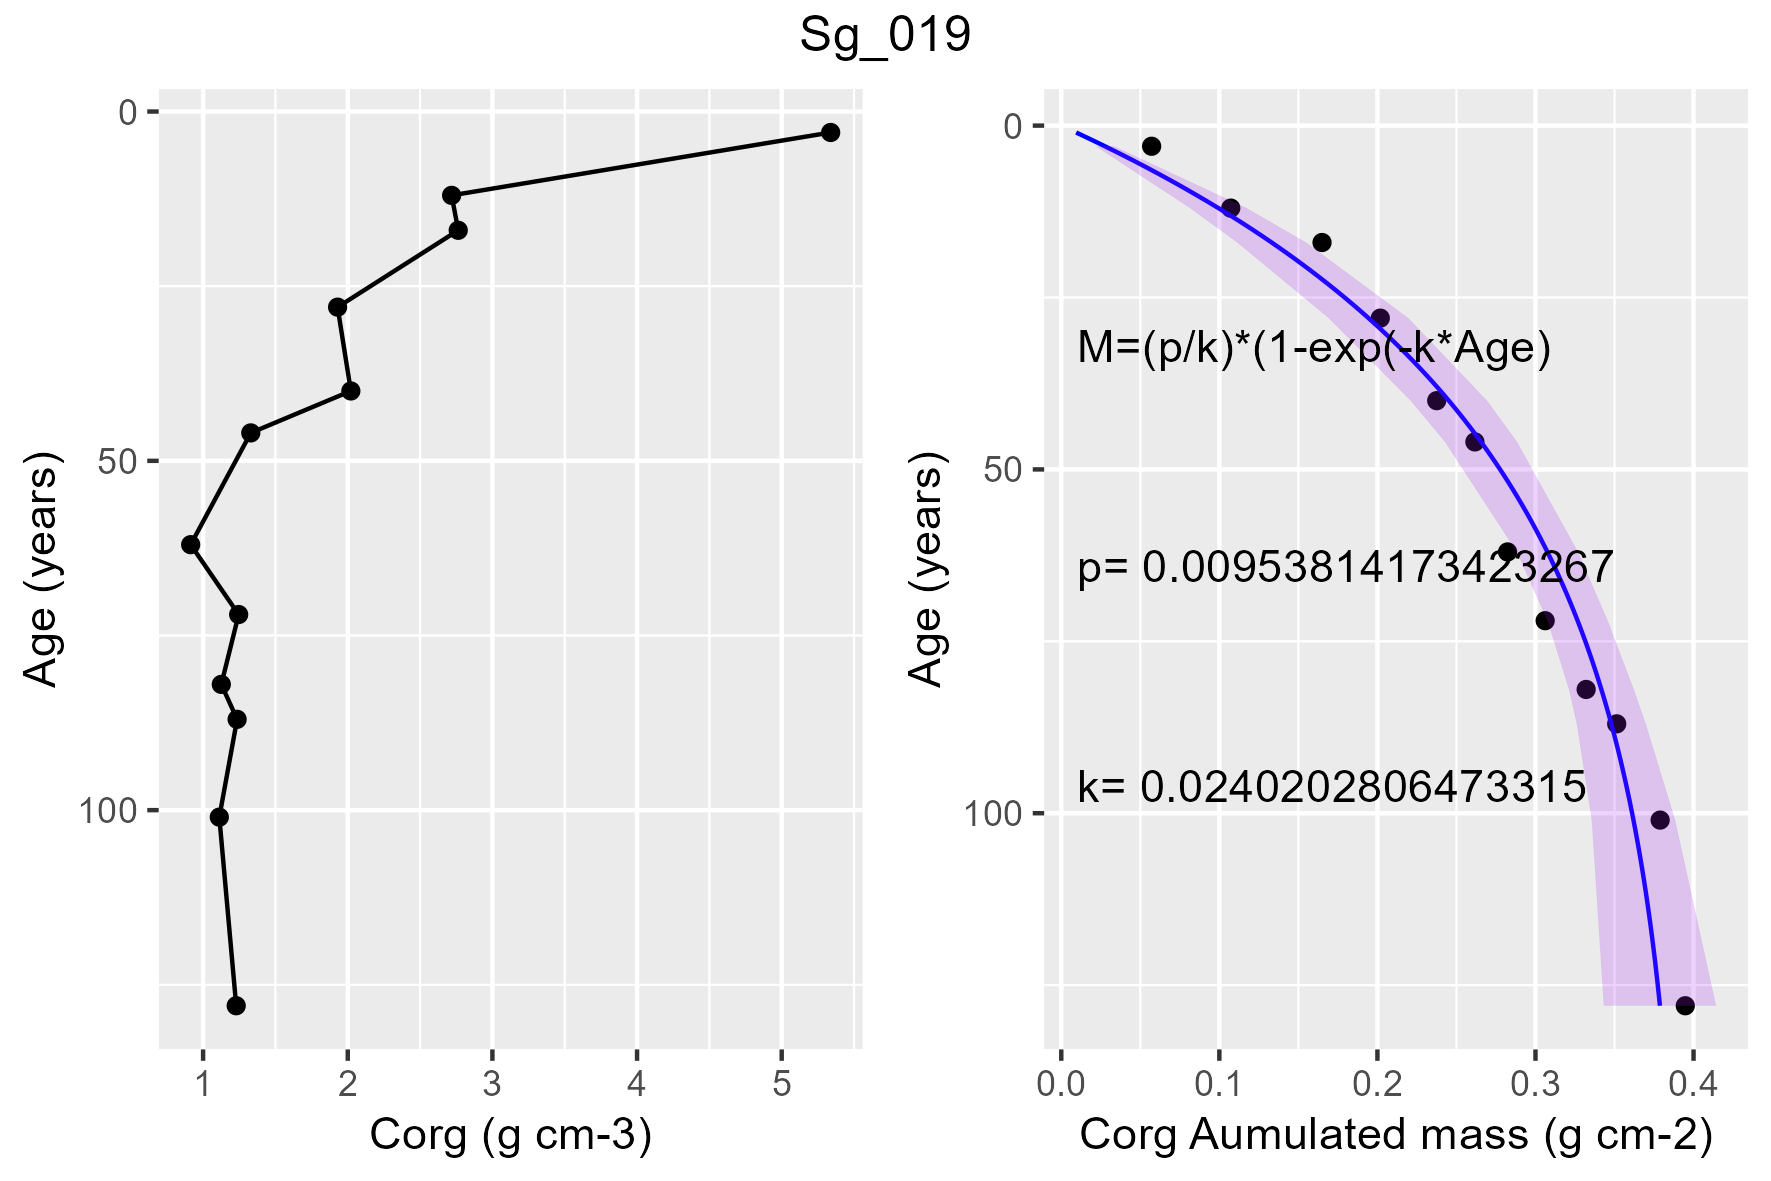 Sg_019
0
50
100
Age (years)
1 2 3 4 5
Corg (g cm-3)
0
50
100
Age (years)
M=(p/k)*(1-exp(-k*Age)
p= 0.00953814173423267
k= 0.0240202806473315
0.0 0.1 0.2 0.3 0.4
Corg Aumulated mass (g cm-2)